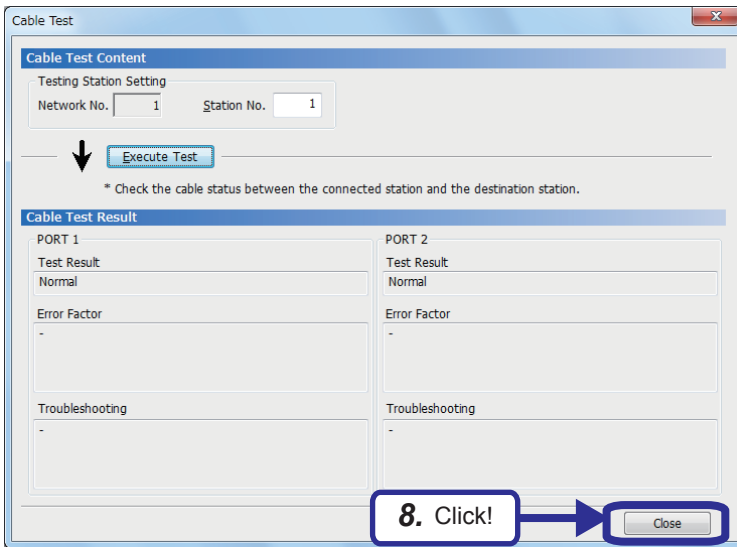 Cable Test
x
Cable Test Content
Testing Station Setting
Network No. 1 Station No. 1
Execute Test
* Check the cable status between the connected station and the destination station.
Cable Test Result
PORT 1
Test Result
Normal
Error Factor
-
Troubleshooting
-
PORT 2
Test Result
Normal
Error Factor
-
Troubleshooting
-
8. Click!
Close